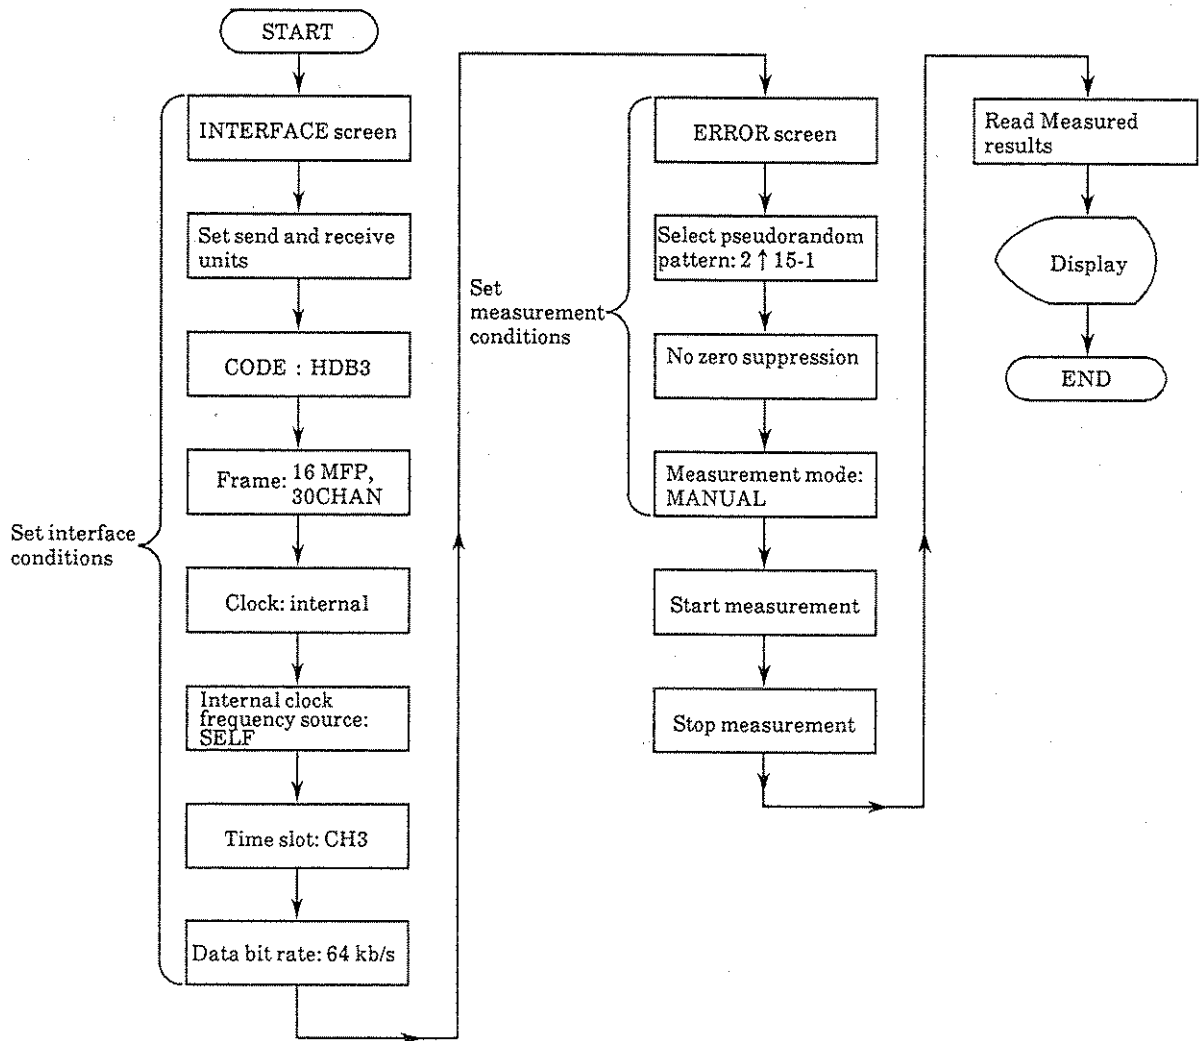 START
INTERFACE screen
Set send and receive
units
CODE : HDB3
Frame: 16 MFP,
30CHAN
Set interface
conditions
Clock: internal
Internal clock
frequency source:
SELF
Time slot: CH3
Data bit rate: 64 kb/s
ERROR screen
Select pseudorandom
pattern: 2 ↑ 15-1
Set
measurement
conditions
No zero suppression
Measurement mode:
MANUAL
Start measurement
Stop measurement
Read Measured
results
Display
END